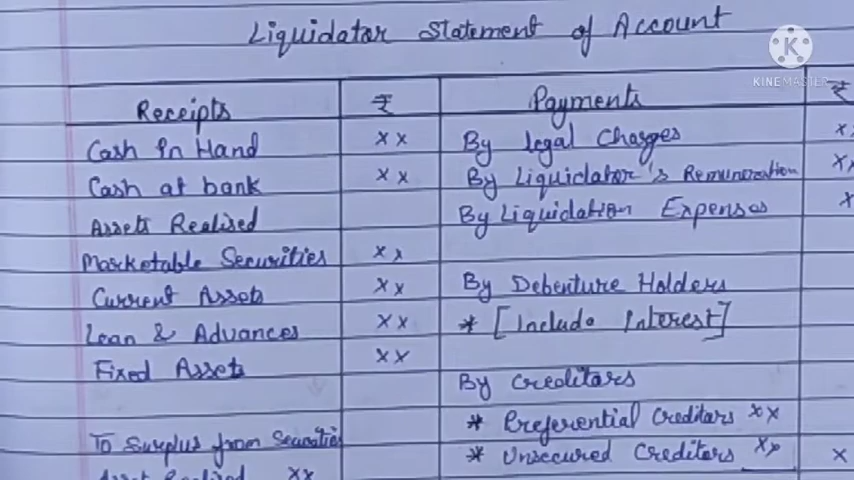 Liquidator Statement of Account
K
KINEMASTER
Receipts ₹ Payments ₹
Cash In Hand xx By legal Charges x
Cash at bank xx By Liquidator's Remuneration xx
Assets Realised By Liquidation Expenses x
Marketable Securities xx
Current Assets xx By Debenture Holders
Loan & Advances xx * [Include Interest]
Fixed Assets xx
By Creditors
* Preferential Creditors xx
To Surplus from Securities
* Unsecured Creditors xx x
Asset Realised xx